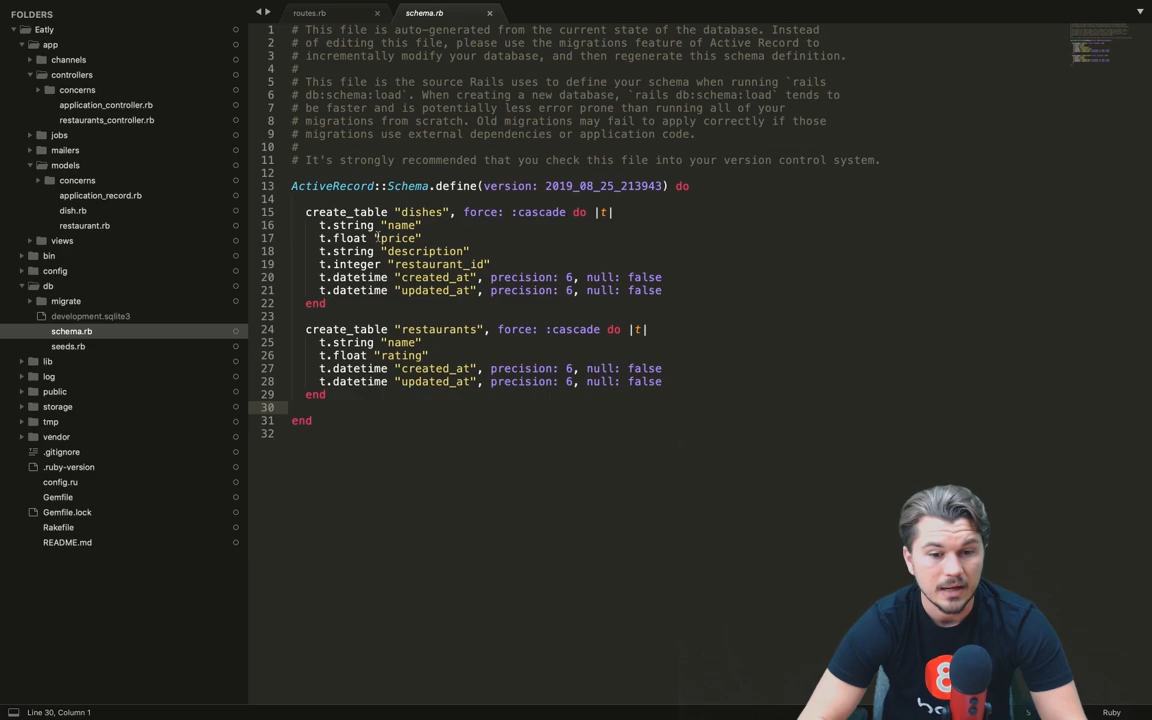 FOLDERS
Eatly
app
channels
controllers
concerns
application_controller.rb
restaurants_controller.rb
jobs
mailers
models
concerns
application_record.rb
dish.rb
restaurant.rb
views
bin
config
db
migrate
development.sqlite3
schema.rb
seeds.rb
lib
log
public
storage
tmp
vendor
.gitignore
.ruby-version
config.ru
Gemfile
Gemfile.lock
Rakefile
README.md
routes.rb
schema.rb
1 # This file is auto-generated from the current state of the database. Instead
2 # of editing this file, please use the migrations feature of Active Record to
3 # incrementally modify your database, and then regenerate this schema definition.
4 #
5 # This file is the source Rails uses to define your schema when running `rails
6 # db:schema:load`. When creating a new database, `rails db:schema:load` tends to
7 # be faster and is potentially less error prone than running all of your
8 # migrations from scratch. Old migrations may fail to apply correctly if those
9 # migrations use external dependencies or application code.
10 #
11 # It's strongly recommended that you check this file into your version control system.
12
13 ActiveRecord::Schema.define(version: 2019_08_25_213943) do
14
15 create_table "dishes", force: :cascade do |t|
16 t.string "name"
17 t.float "price"
18 t.string "description"
19 t.integer "restaurant_id"
20 t.datetime "created_at", precision: 6, null: false
21 t.datetime "updated_at", precision: 6, null: false
22 end
23
24 create_table "restaurants", force: :cascade do |t|
25 t.string "name"
26 t.float "rating"
27 t.datetime "created_at", precision: 6, null: false
28 t.datetime "updated_at", precision: 6, null: false
29 end
30
31 end
32
8
Line 30, Column 1
Ruby